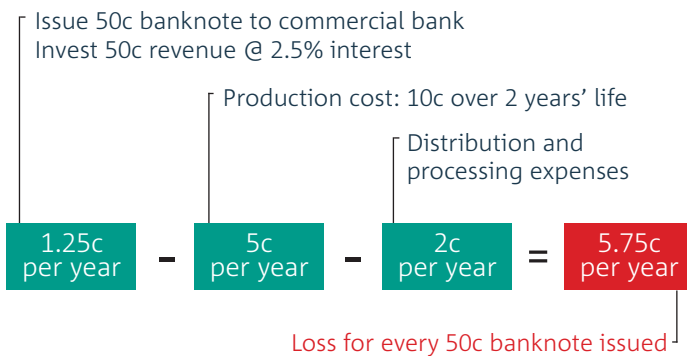 Issue 50c banknote to commercial bank
Invest 50c revenue @ 2.5% interest
Production cost: 10c over 2 years’ life
Distribution and
processing expenses
1.25c
per year
-
5c
per year
-
2c
per year
=
5.75c
per year
Loss for every 50c banknote issued